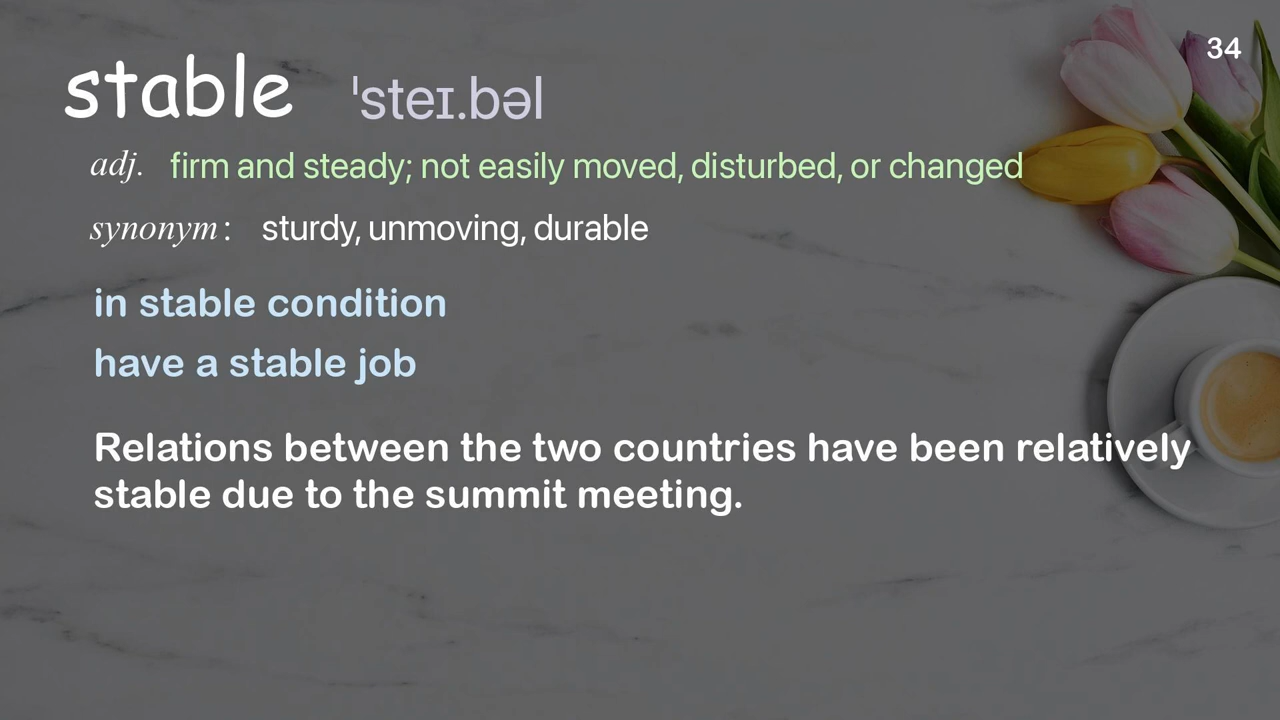 34
stable ˈsteɪ.bəl
adj. firm and steady; not easily moved, disturbed, or changed
synonym : sturdy, unmoving, durable
in stable condition
have a stable job
Relations between the two countries have been relatively
stable due to the summit meeting.